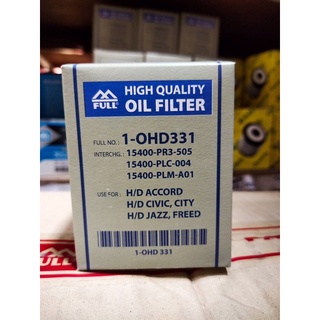 FULL
HIGH QUALITY
OIL FILTER
FULL NO. : 1-OHD331
INTERCHG. : 15400-PR3-505
15400-PLC-004
15400-PLM-A01
USE FOR : H/D ACCORD
H/D CIVIC, CITY
H/D JAZZ, FREED
1-OHD 331
FULL